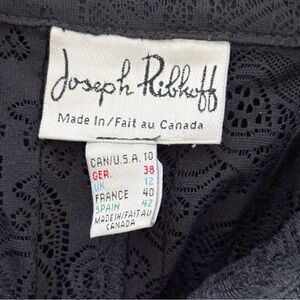 Joseph Ribkoff
Made In/Fait au Canada
CAN/U.S.A. 10
GER. 38
UK 12
FRANCE 40
SPAIN 42
MADE IN/FAIT AU
CANADA